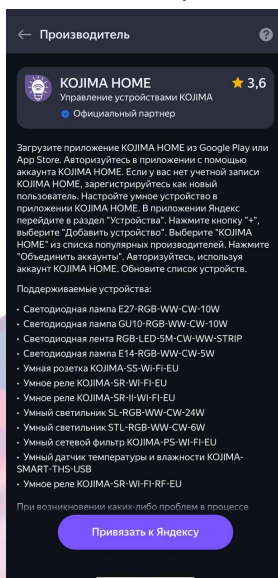 ← Производитель ?
KOJIMA HOME
3,6
Управление устройствами KOJIMA
Официальный партнер
Загрузите приложение KOJIMA HOME из Google Play или
App Store. Авторизуйтесь в приложении с помощью
аккаунта KOJIMA HOME. Если у вас нет учетной записи
KOJIMA HOME, зарегистрируйтесь как новый
пользователь. Настройте умное устройство в
приложении KOJIMA HOME. В приложении Яндекс
перейдите в раздел "Устройства". Нажмите кнопку "+",
выберите "Добавить устройство". Выберите "KOJIMA
HOME" из списка популярных производителей. Нажмите
"Объединить аккаунты". Авторизуйтесь, используя
аккаунт KOJIMA HOME. Обновите список устройств.
Поддерживаемые устройства:
• Светодиодная лампа E27-RGB-WW-CW-10W
• Светодиодная лампа GU10-RGB-WW-CW-10W
• Светодиодная лента RGB-LED-5M-CW-WW-STRIP
• Светодиодная лампа E14-RGB-WW-CW-5W
• Умная розетка KOJIMA-SS-Wi-Fi-EU
• Умное реле KOJIMA-SR-WI-FI-EU
• Умное реле KOJIMA-SR-II-WI-FI-EU
• Умный светильник SL-RGB-WW-CW-24W
• Умный светильник STL-RGB-WW-CW-6W
• Умный сетевой фильтр KOJIMA-PS-WI-FI-EU
• Умный датчик температуры и влажности KOJIMA-
SMART-THS-USB
• Умное реле KOJIMA-SR-WI-FI-RF-EU
При возникновении каких-либо проблем в процессе
Привязать к Яндексу